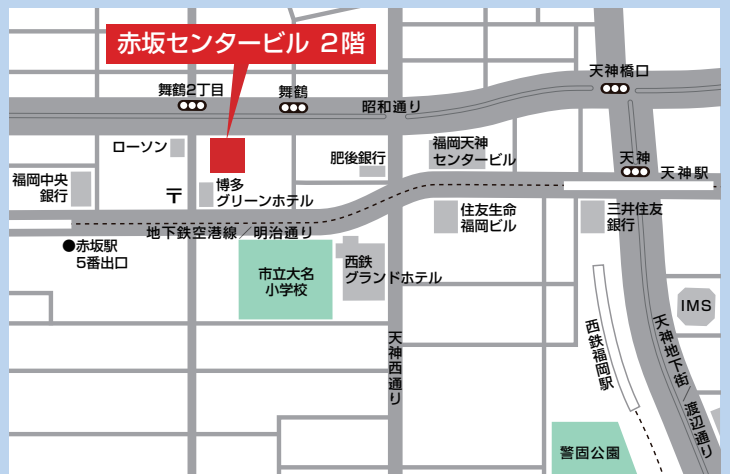 赤坂センタービル 2階
天神橋口
舞鶴2丁目
舞鶴
昭和通り
ローソン
肥後銀行
福岡天神
センタービル
天神
天神駅
福岡中央
銀行
〒
博多
グリーンホテル
住友生命
福岡ビル
三井住友
銀行
地下鉄空港線/明治通り
●赤坂駅
5番出口
市立大名
小学校
西鉄
グランドホテル
IMS
天神西通り
西鉄福岡駅
天神地下街/渡辺通り
警固公園